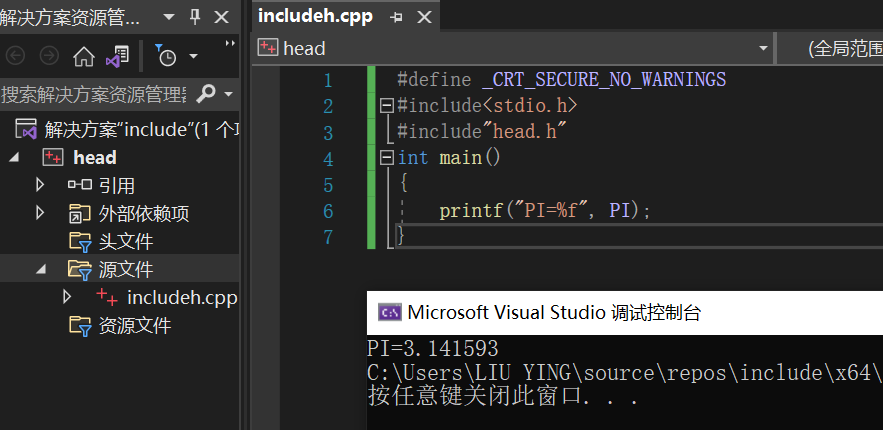 解决方案资源管...
搜索解决方案资源管理器
解决方案“include”(1 个项
head
引用
外部依赖项
头文件
源文件
includeh.cpp
资源文件
includeh.cpp
head
(全局范围
1 #define _CRT_SECURE_NO_WARNINGS
2 #include<stdio.h>
3 #include"head.h"
4 int main()
5 {
6 printf("PI=%f", PI);
7 }
Microsoft Visual Studio 调试控制台
PI=3.141593
C:\Users\LIU YING\source\repos\include\x64\
按任意键关闭此窗口. . .